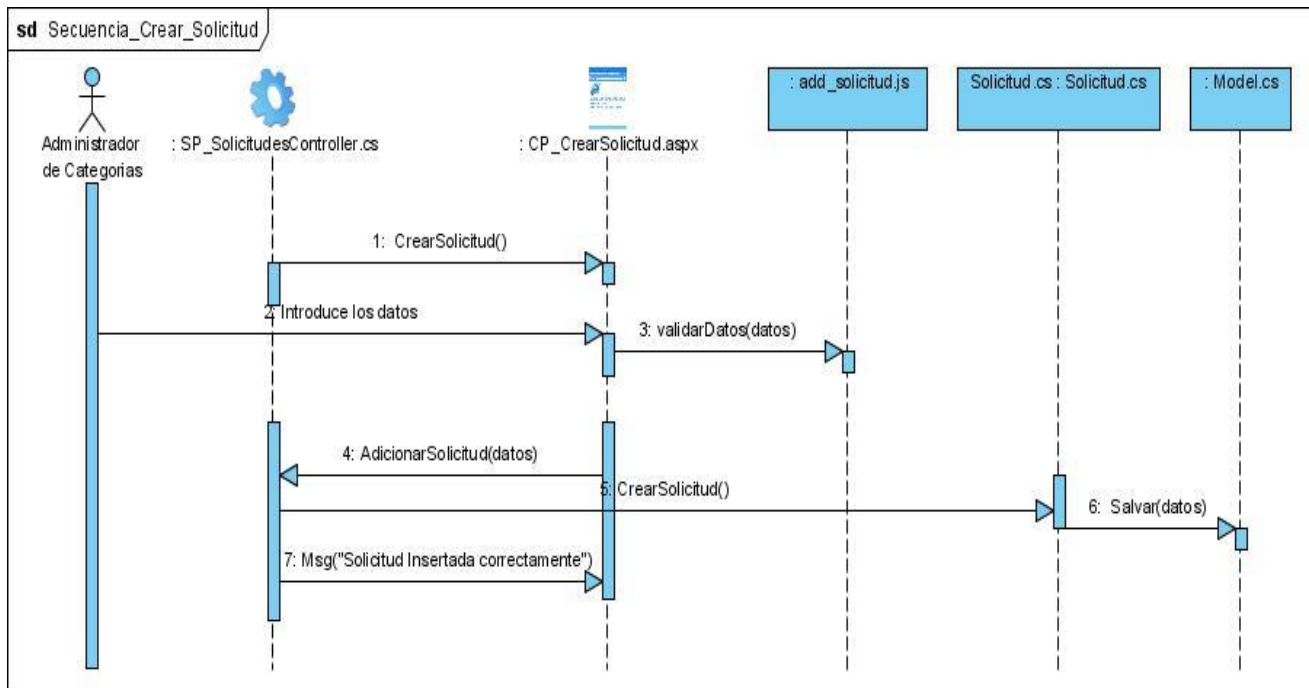 sd Secuencia_Crear_Solicitud
Administrador
de Categorias
: SP_SolicitudesController.cs
: CP_CrearSolicitud.aspx
: add_solicitud.js
Solicitud.cs : Solicitud.cs
: Model.cs
1: CrearSolicitud()
2: Introduce los datos
3: validarDatos(datos)
4: AdicionarSolicitud(datos)
5: CrearSolicitud()
6: Salvar(datos)
7: Msg("Solicitud Insertada correctamente")